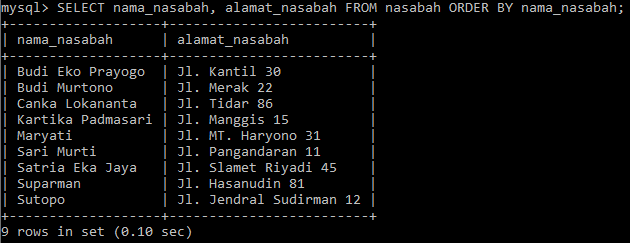 mysql> SELECT nama_nasabah, alamat_nasabah FROM nasabah ORDER BY nama_nasabah;
+-------------------+-------------------------+
| nama_nasabah      | alamat_nasabah          |
+-------------------+-------------------------+
| Budi Eko Prayogo  | Jl. Kantil 30           |
| Budi Murtono      | Jl. Merak 22            |
| Canka Lokananta   | Jl. Tidar 86            |
| Kartika Padmasari | Jl. Manggis 15          |
| Maryati           | Jl. MT. Haryono 31      |
| Sari Murti        | Jl. Pangandaran 11      |
| Satria Eka Jaya   | Jl. Slamet Riyadi 45    |
| Suparman          | Jl. Hasanudin 81        |
| Sutopo            | Jl. Jendral Sudirman 12 |
+-------------------+-------------------------+
9 rows in set (0.10 sec)